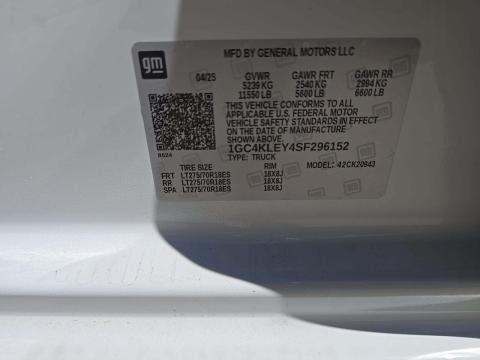 gm
MFD BY GENERAL MOTORS LLC
04/25 GVWR GAWR FRT GAWR RR
5239 KG 2540 KG 2994 KG
11550 LB 5600 LB 6600 LB
THIS VEHICLE CONFORMS TO ALL
APPLICABLE U.S. FEDERAL MOTOR
VEHICLE SAFETY STANDARDS IN EFFECT
ON THE DATE OF MANUFACTURE
SHOWN ABOVE.
1GC4KLEY4SF296152
TYPE: TRUCK MODEL: 42CK20943
TIRE SIZE RIM
FRT LT275/70R18ES 18X8J
RR LT275/70R18ES 18X8J
SPA LT275/70R18ES 18X8J